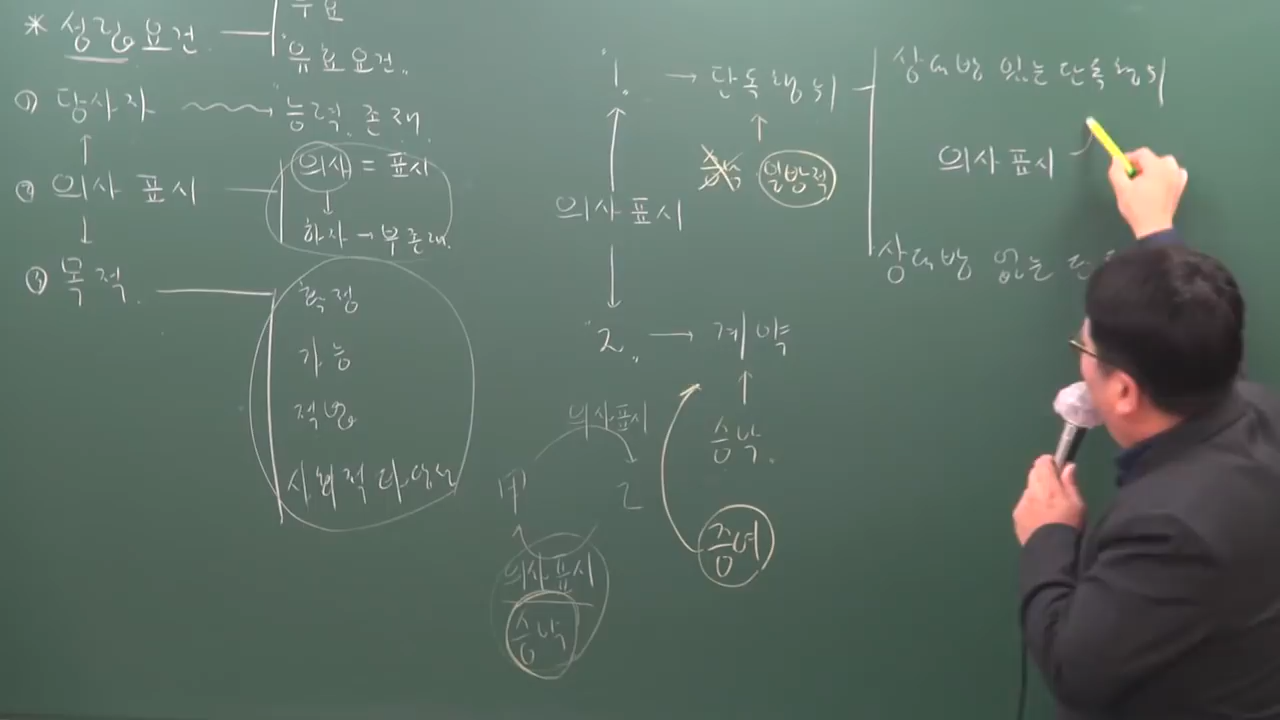 * 성립요건
"유효요건"
① 당사자
능력 존재
② 의사표시
의사 = 표시
하자 → 부존재
③ 목적
확정
가능
적법
사회적 타당성
"1" → 단독행위
일방적
의사표시
"2" → 계약
승낙
증여
의사표시
甲 乙
의사표시
승낙
상대방 있는 단독행위
의사표시
상대방 없는 단